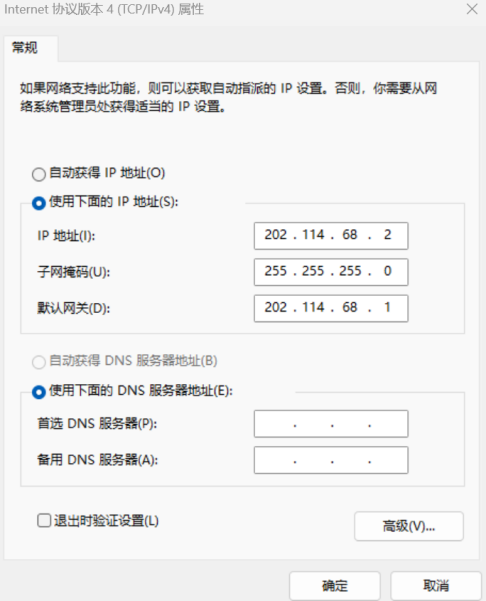 Internet 协议版本 4 (TCP/IPv4) 属性
常规
如果网络支持此功能，则可以获取自动指派的 IP 设置。否则，你需要从网
络系统管理员处获得适当的 IP 设置。
自动获得 IP 地址(O)
使用下面的 IP 地址(S):
IP 地址(I): 202 . 114 . 68 . 2
子网掩码(U): 255 . 255 . 255 . 0
默认网关(D): 202 . 114 . 68 . 1
自动获得 DNS 服务器地址(B)
使用下面的 DNS 服务器地址(E):
首选 DNS 服务器(P): . . .
备用 DNS 服务器(A): . . .
退出时验证设置(L)
高级(V)...
确定 取消